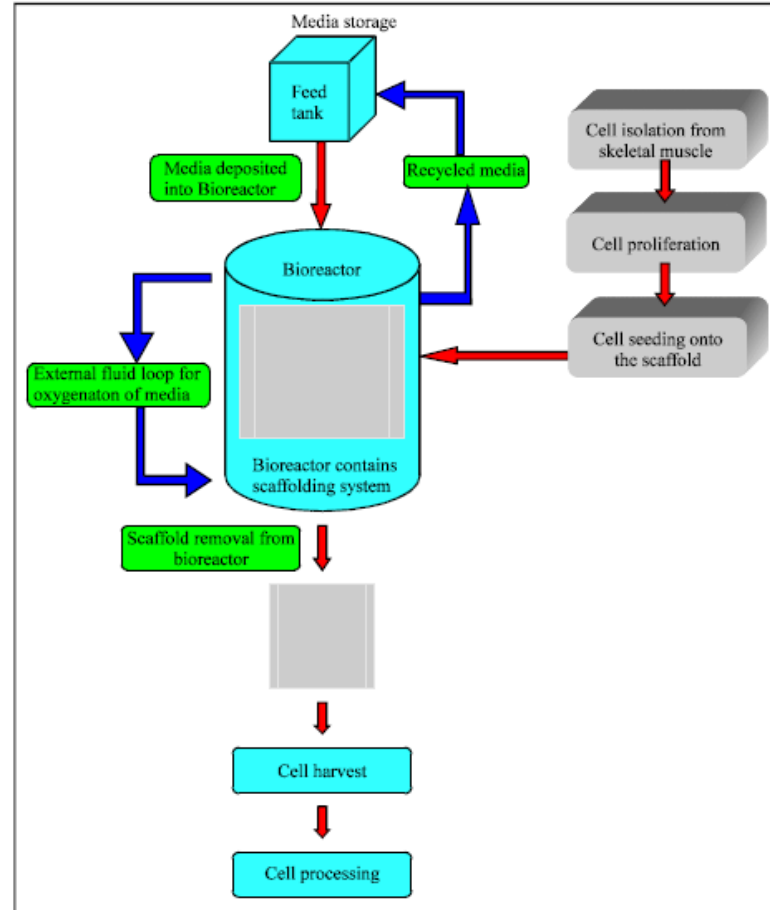 Media storage
Feed
tank
Media deposited
into Bioreactor
Recycled media
Cell isolation from
skeletal muscle
Cell proliferation
Cell seeding onto
the scaffold
Bioreactor
External fluid loop for
oxygenaton of media
Bioreactor contains
scaffolding system
Scaffold removal from
bioreactor
Cell harvest
Cell processing